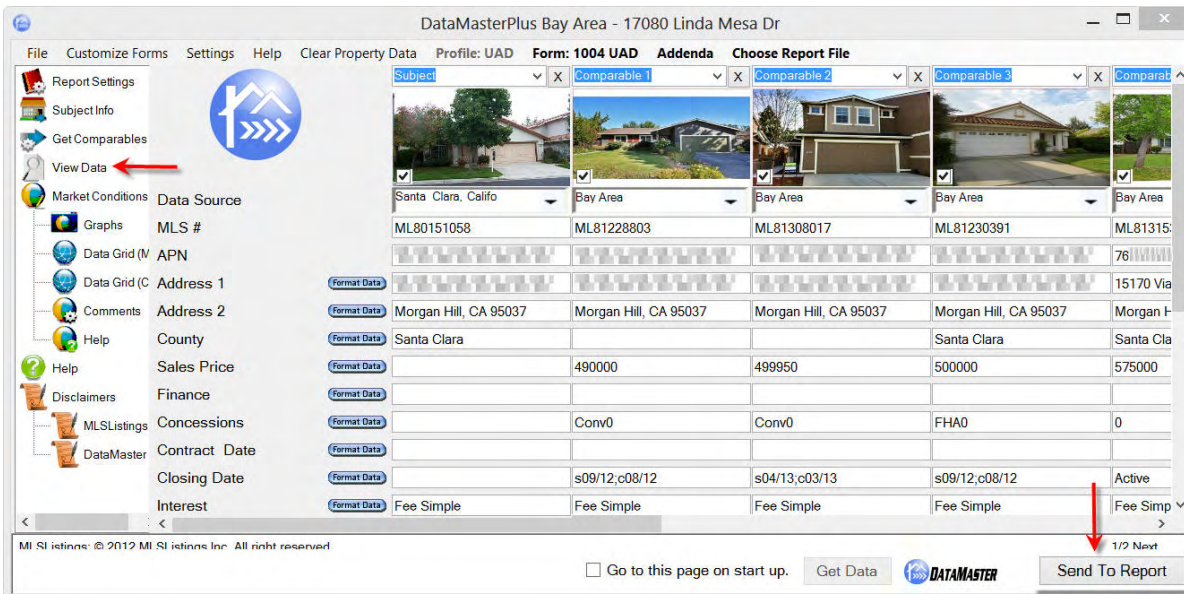 DataMasterPlus Bay Area - 17080 Linda Mesa Dr
File Customize Forms Settings Help Clear Property Data Profile: UAD Form: 1004 UAD Addenda Choose Report File
Report Settings
Subject Info
Get Comparables
View Data
Market Conditions
Graphs
Data Grid (M
Data Grid (C
Comments
Help
Help
Disclaimers
MLSListings
DataMaster
Subject X Comparable 1 X Comparable 2 X Comparable 3 X Comparab
Data Source Santa Clara, Califo Bay Area Bay Area Bay Area Bay Area
MLS # ML80151058 ML81228803 ML81308017 ML81230391 ML81315
APN 76
Address 1 Format Data 15170 Via
Address 2 Format Data Morgan Hill, CA 95037 Morgan Hill, CA 95037 Morgan Hill, CA 95037 Morgan Hill, CA 95037 Morgan H
County Format Data Santa Clara Santa Clara Santa Cla
Sales Price Format Data 490000 499950 500000 575000
Finance Format Data
Concessions Format Data Conv0 Conv0 FHA0 0
Contract Date Format Data
Closing Date Format Data s09/12;c08/12 s04/13;c03/13 s09/12;c08/12 Active
Interest Format Data Fee Simple Fee Simple Fee Simple Fee Simple Fee Simp
MLSListings: © 2012 MLSListings Inc. All right reserved 1/2 Next
Go to this page on start up. Get Data DATAMASTER Send To Report